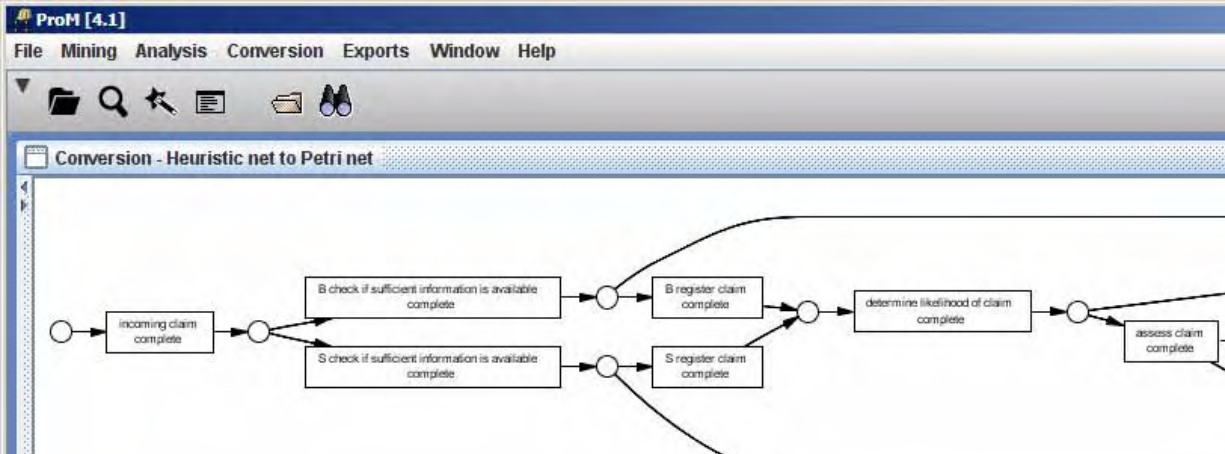 ProM [4.1]
File Mining Analysis Conversion Exports Window Help
Conversion - Heuristic net to Petri net
B check if sufficient information is available
complete
B register claim
complete
determine likelihood of claim
complete
incoming claim
complete
assess claim
complete
S check if sufficient information is available
complete
S register claim
complete